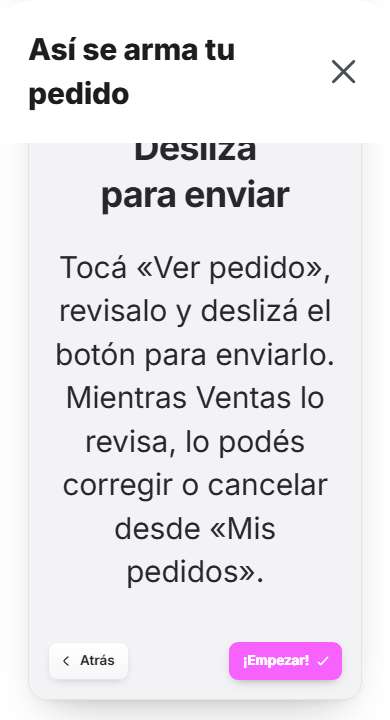 Así se arma tu
pedido
Desliza
para enviar
Tocá «Ver pedido»,
revisalo y deslizá el
botón para enviarlo.
Mientras Ventas lo
revisa, lo podés
corregir o cancelar
desde «Mis
pedidos».
Atrás
¡Empezar!